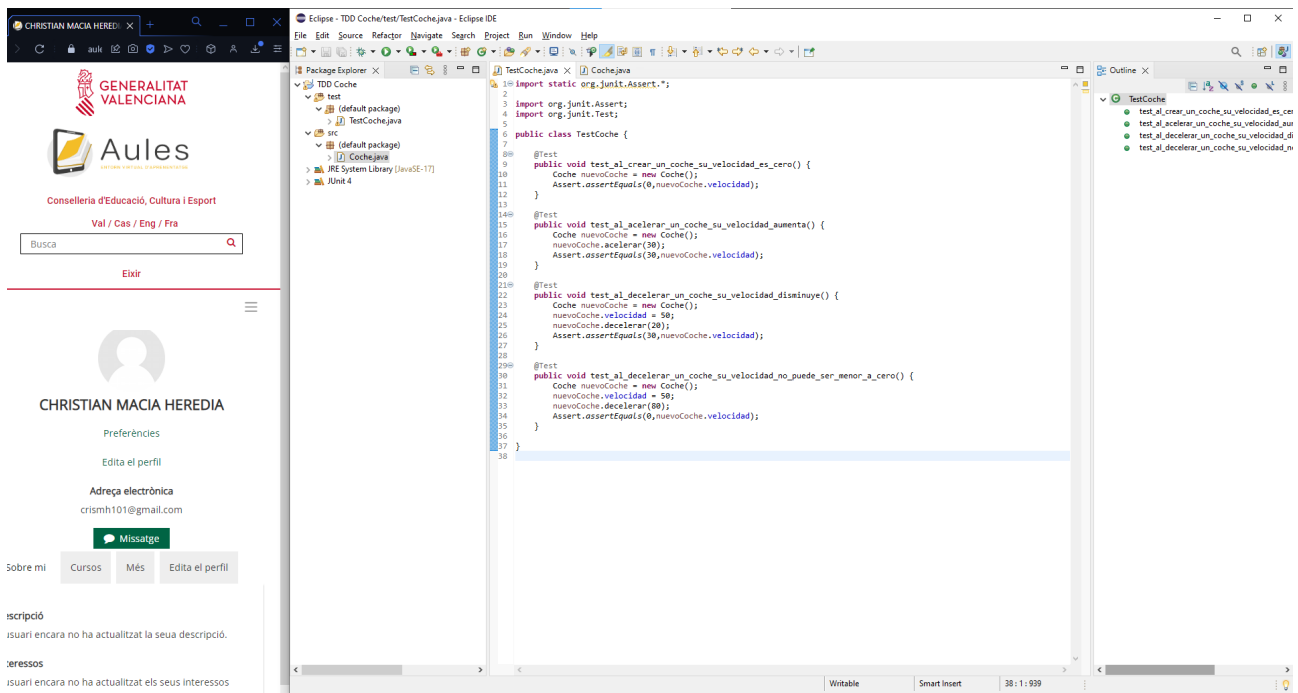 CHRISTIAN MACIA HEREDI
aul
GENERALITAT
VALENCIANA
Aules
Conselleria d'Educació, Cultura i Esport
Val / Cas / Eng / Fra
Busca
Eixir
CHRISTIAN MACIA HEREDIA
Preferències
Edita el perfil
Adreça electrònica
crismh101@gmail.com
Missatge
Sobre mi Cursos Més Edita el perfil
escripció
usuari encara no ha actualitzat la seua descripció.
teressos
usuari encara no ha actualitzat els seus interessos
Eclipse - TDD Coche/test/TestCoche.java - Eclipse IDE
File Edit Source Refactor Navigate Search Project Run Window Help
Package Explorer
TDD Coche
test
(default package)
TestCoche.java
src
(default package)
Coche.java
JRE System Library [JavaSE-17]
JUnit 4
TestCoche.java Coche.java
1 import static org.junit.Assert.*;
2
3 import org.junit.Assert;
4 import org.junit.Test;
5
6 public class TestCoche {
7
8 @Test
9 public void test_al_crear_un_coche_su_velocidad_es_cero() {
10 Coche nuevoCoche = new Coche();
11 Assert.assertEquals(0,nuevoCoche.velocidad);
12 }
13
14 @Test
15 public void test_al_acelerar_un_coche_su_velocidad_aumenta() {
16 Coche nuevoCoche = new Coche();
17 nuevoCoche.acelerar(30);
18 Assert.assertEquals(30,nuevoCoche.velocidad);
19 }
20
21 @Test
22 public void test_al_decelerar_un_coche_su_velocidad_disminuye() {
23 Coche nuevoCoche = new Coche();
24 nuevoCoche.velocidad = 50;
25 nuevoCoche.decelerar(20);
26 Assert.assertEquals(30,nuevoCoche.velocidad);
27 }
28
29 @Test
30 public void test_al_decelerar_un_coche_su_velocidad_no_puede_ser_menor_a_cero() {
31 Coche nuevoCoche = new Coche();
32 nuevoCoche.velocidad = 50;
33 nuevoCoche.decelerar(80);
34 Assert.assertEquals(0,nuevoCoche.velocidad);
35 }
36
37 }
38
Outline
TestCoche
test_al_crear_un_coche_su_velocidad_es_cer
test_al_acelerar_un_coche_su_velocidad_au
test_al_decelerar_un_coche_su_velocidad_di
test_al_decelerar_un_coche_su_velocidad_n
Writable Smart Insert 38 : 1 : 939